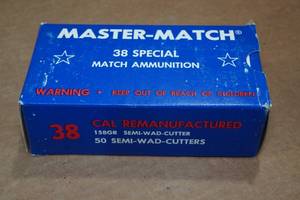 MASTER-MATCH®
38 SPECIAL
MATCH AMMUNITION
WARNING • KEEP OUT OF REACH OF CHILDREN
38 CAL REMANUFACTURED
158GR SEMI-WAD-CUTTER
50 SEMI-WAD-CUTTERS